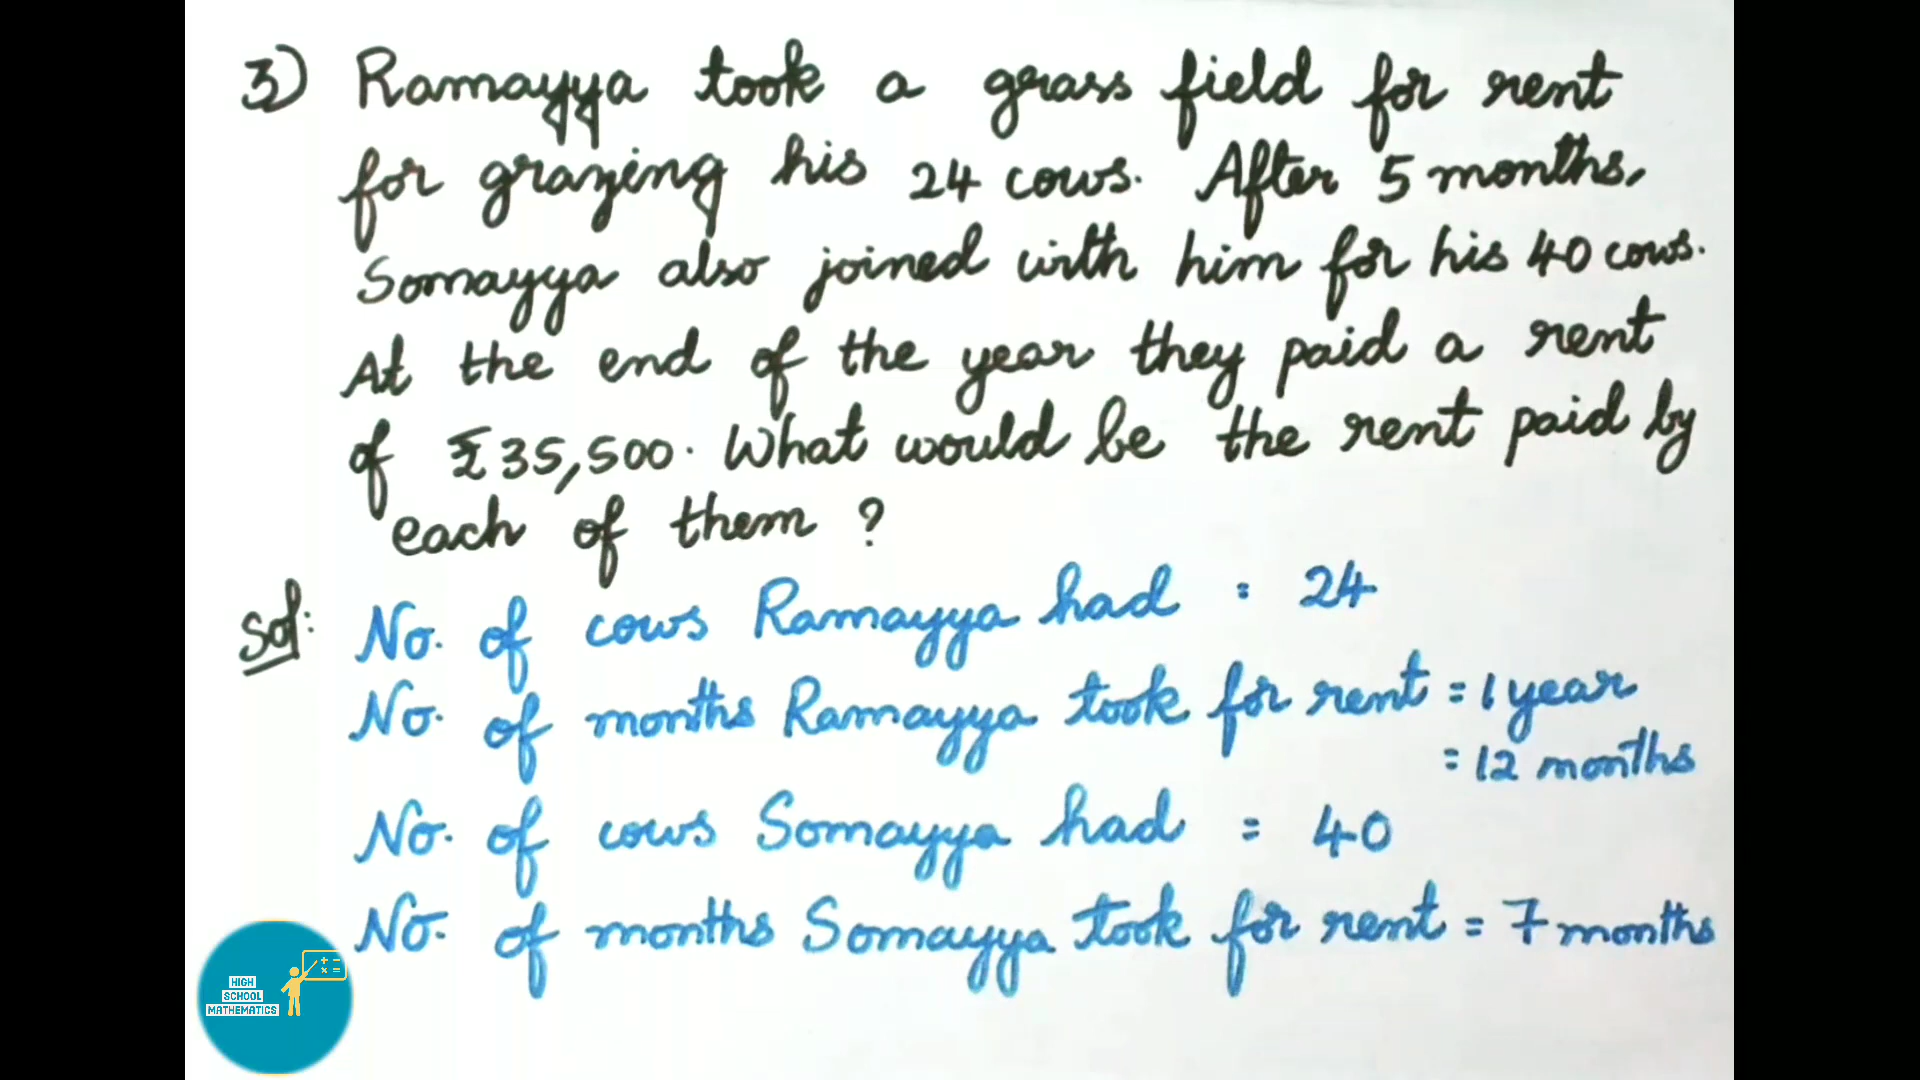 3) Ramayya took a grass field for rent
for grazing his 24 cows. After 5 months,
Somayya also joined with him for his 40 cows.
At the end of the year they paid a rent
of ₹35,500. What would be the rent paid by
each of them ?
Sol: No. of cows Ramayya had = 24
No. of months Ramayya took for rent = 1 year
= 12 months
No. of cows Somayya had = 40
No. of months Somayya took for rent = 7 months
HIGH
SCHOOL
MATHEMATICS
+ -
× =